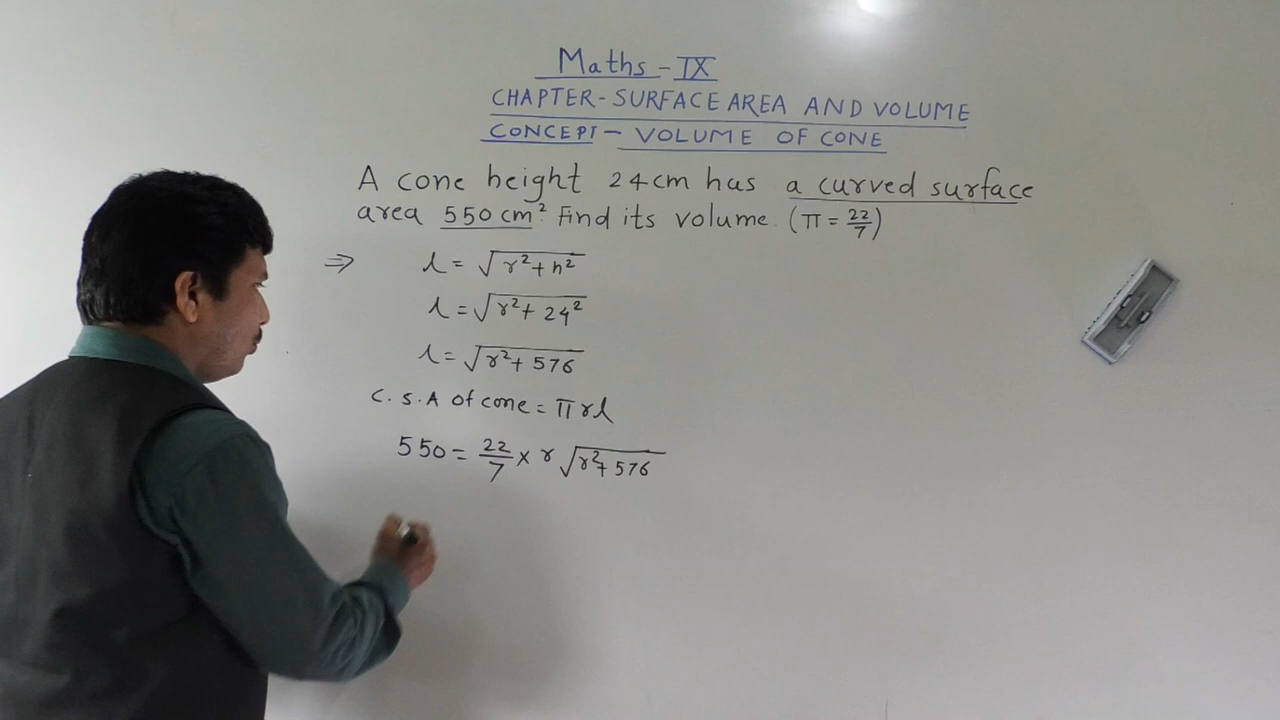 Maths - IX
CHAPTER - SURFACE AREA AND VOLUME
CONCEPT - VOLUME OF CONE
A cone height 24cm has a curved surface
area 550 cm². Find its volume. (π = 22/7)
⇒ l = √(r² + h²)
l = √(r² + 24²)
l = √(r² + 576)
C.S.A of cone = πrl
550 = 22/7 × r √(r² + 576)